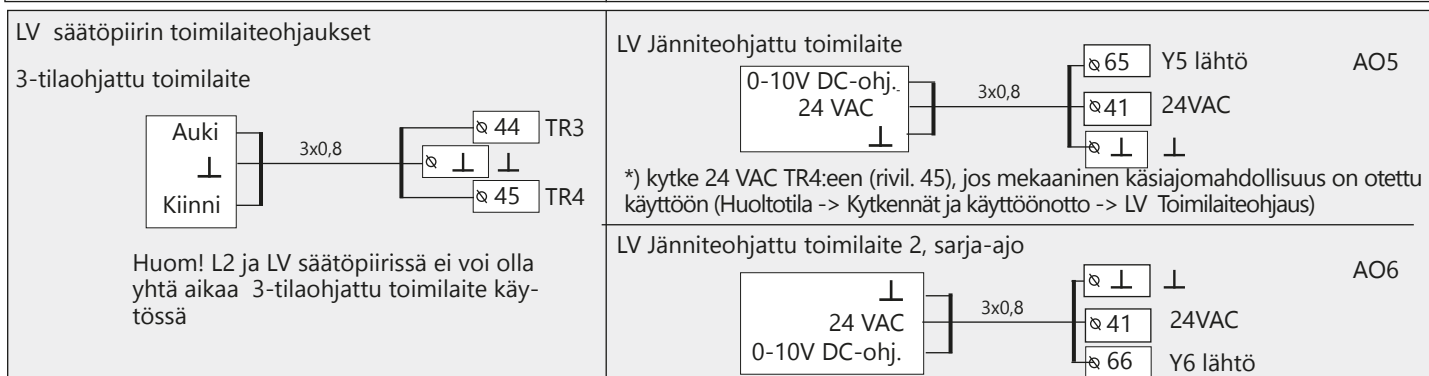 LV säätöpiirin toimilaiteohjaukset
3-tilaohjattu toimilaite
Auki
⊥
Kiinni
3x0,8
44 TR3
⊥ ⊥
45 TR4
Huom! L2 ja LV säätöpiirissä ei voi olla
yhtä aikaa 3-tilaohjattu toimilaite käy-
tössä
LV Jänniteohjattu toimilaite
0-10V DC-ohj.
24 VAC
⊥
3x0,8
65 Y5 lähtö AO5
41 24VAC
⊥ ⊥
*) kytke 24 VAC TR4:een (rivil. 45), jos mekaaninen käsiajomahdollisuus on otettu
käyttöön (Huoltotila -> Kytkennät ja käyttöönotto -> LV Toimilaiteohjaus)
LV Jänniteohjattu toimilaite 2, sarja-ajo
⊥
24 VAC
0-10V DC-ohj.
3x0,8
⊥ ⊥ AO6
41 24VAC
66 Y6 lähtö